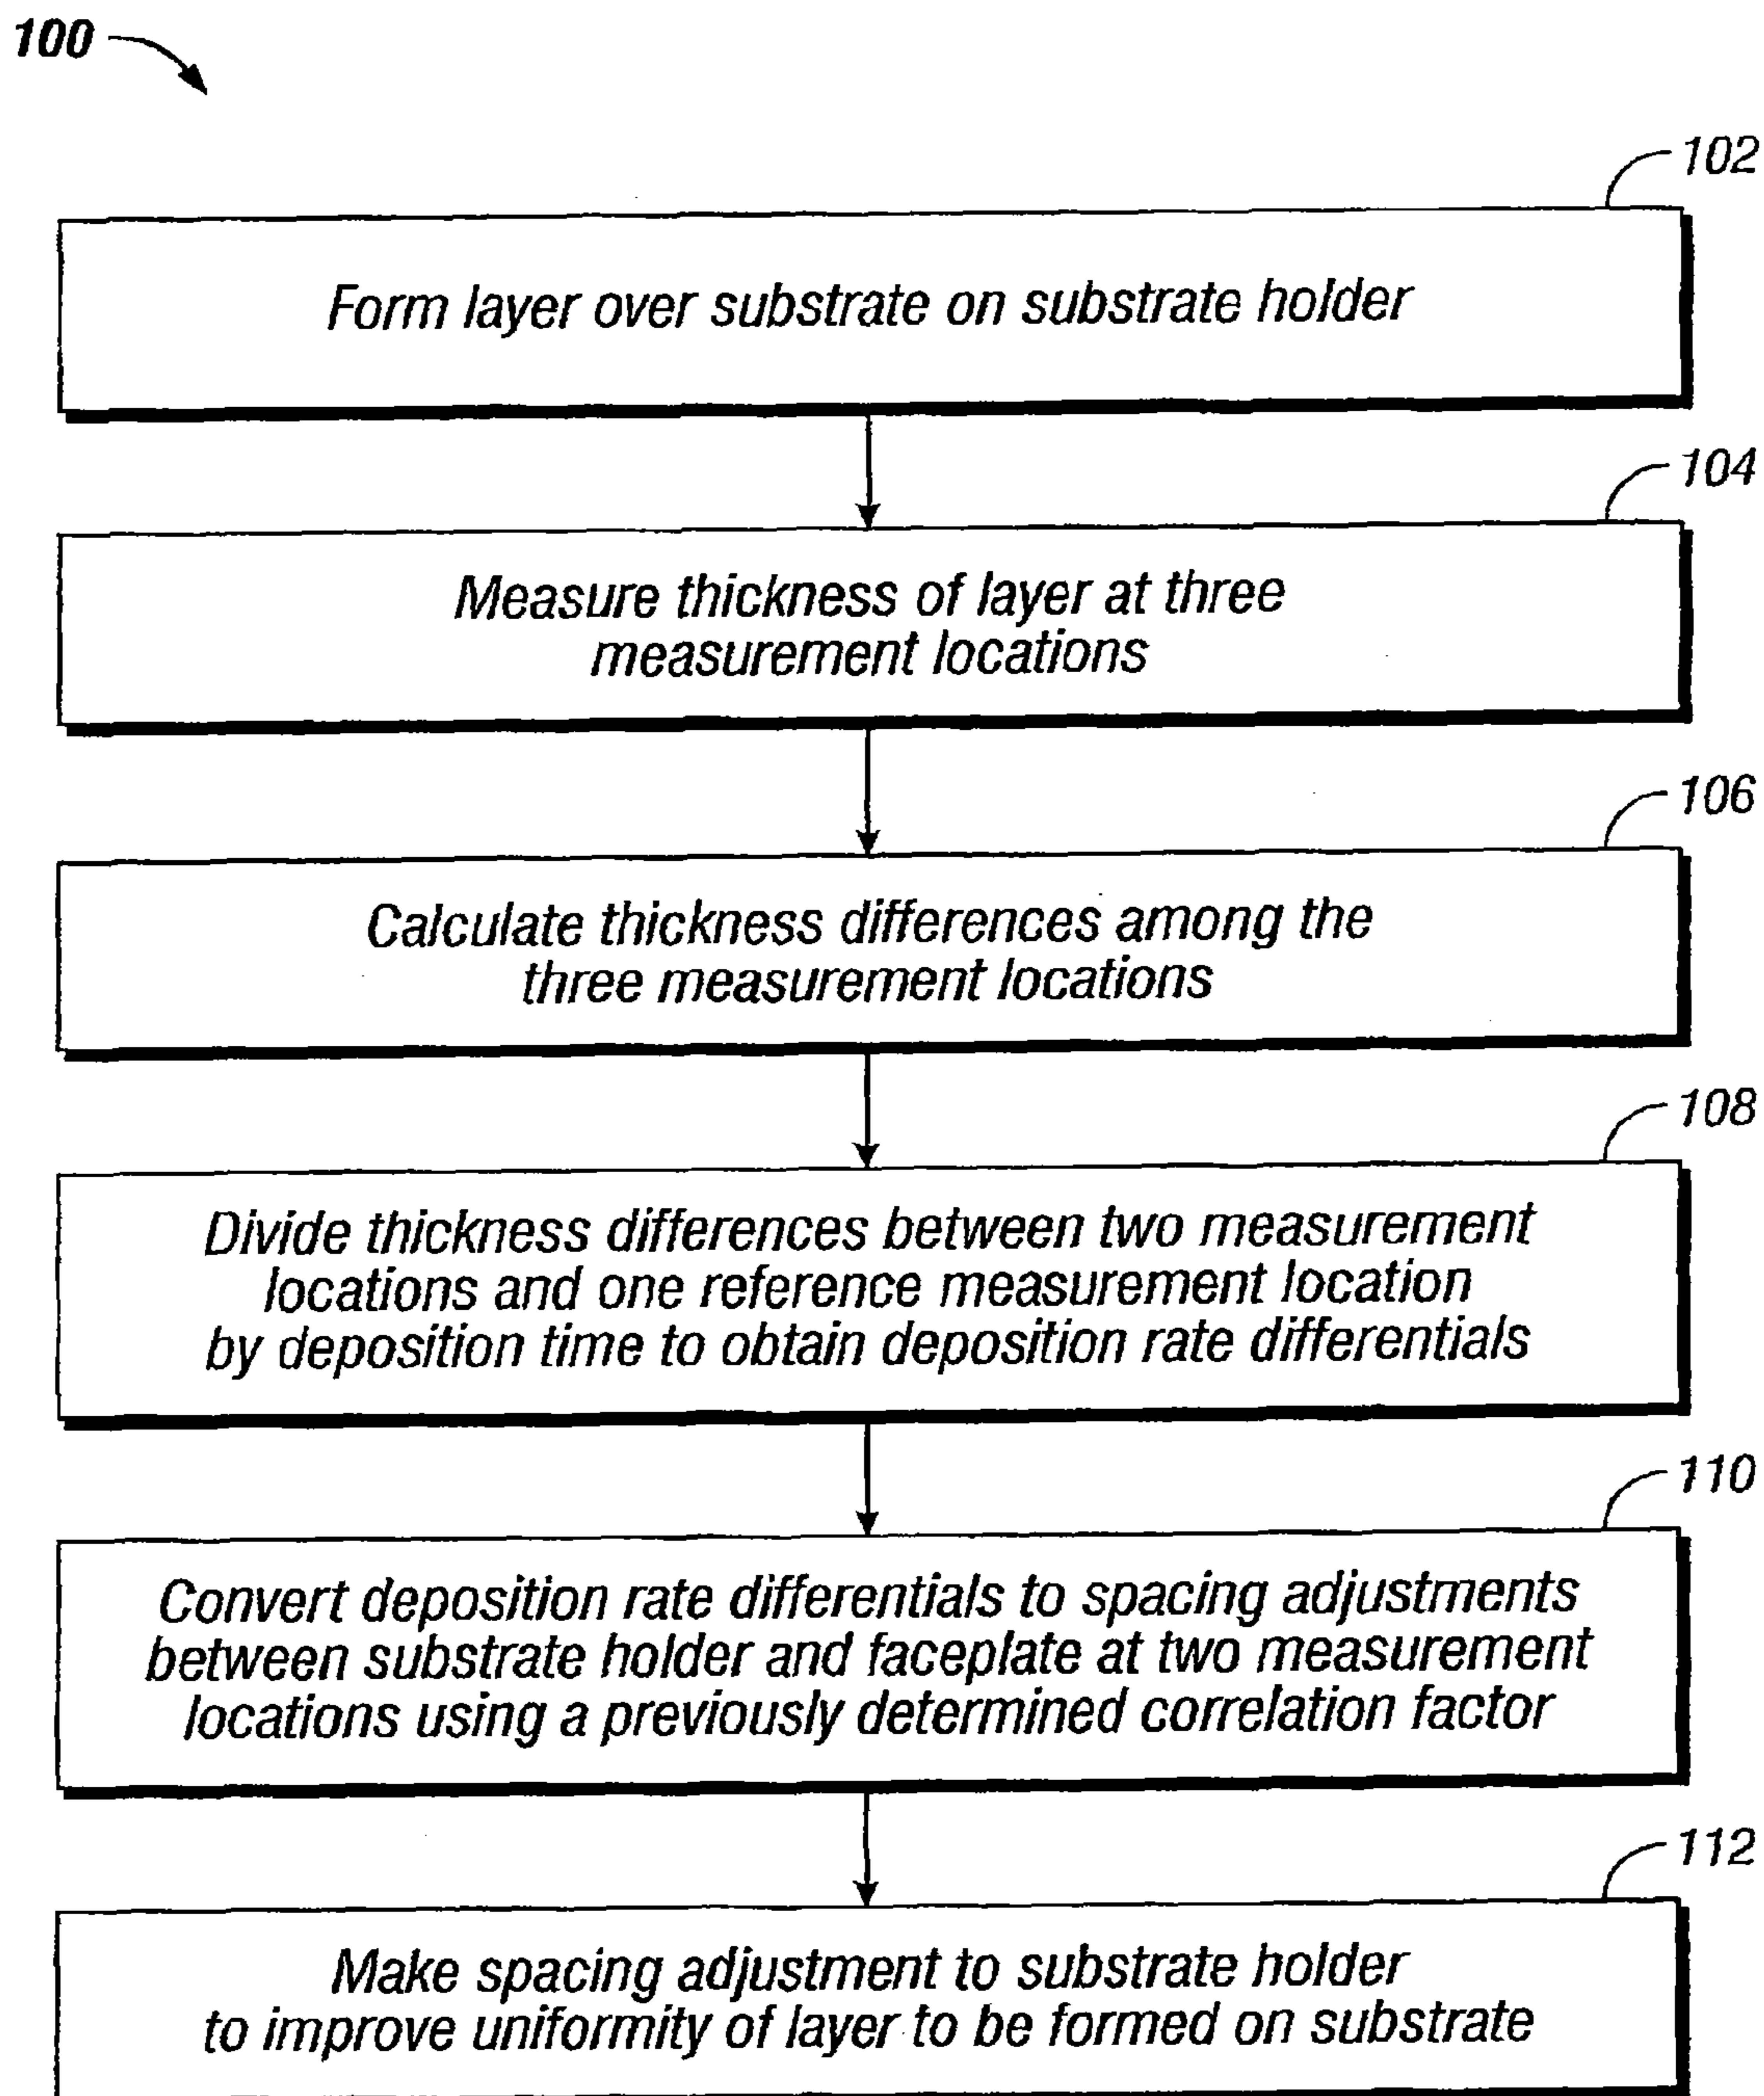 100
102
Form layer over substrate on substrate holder
104
Measure thickness of layer at three
measurement locations
106
Calculate thickness differences among the
three measurement locations
108
Divide thickness differences between two measurement
locations and one reference measurement location
by deposition time to obtain deposition rate differentials
110
Convert deposition rate differentials to spacing adjustments
between substrate holder and faceplate at two measurement
locations using a previously determined correlation factor
112
Make spacing adjustment to substrate holder
to improve uniformity of layer to be formed on substrate